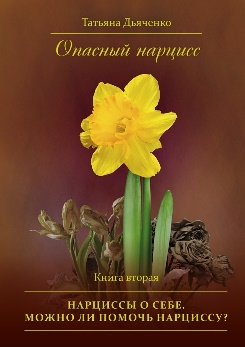 Татьяна Дьяченко
Опасный нарцисс
Книга вторая
НАРЦИССЫ О СЕБЕ.
МОЖНО ЛИ ПОМОЧЬ НАРЦИССУ?